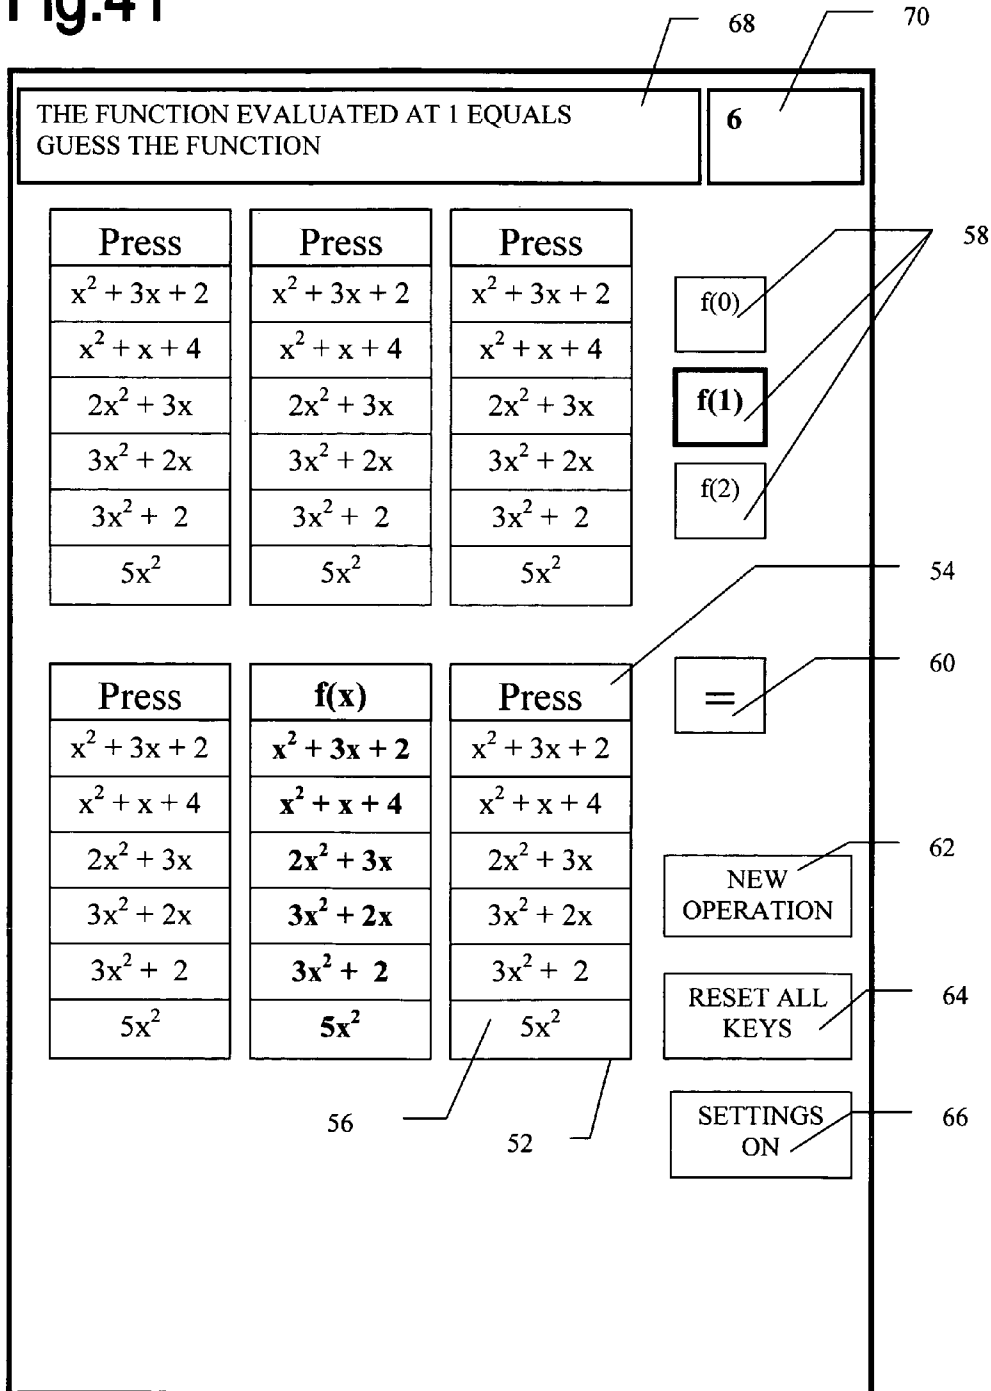 Fig.41
68
70
THE FUNCTION EVALUATED AT 1 EQUALS
GUESS THE FUNCTION
6
Press Press Press
x² + 3x + 2 x² + 3x + 2 x² + 3x + 2
x² + x + 4 x² + x + 4 x² + x + 4
2x² + 3x 2x² + 3x 2x² + 3x
3x² + 2x 3x² + 2x 3x² + 2x
3x² + 2 3x² + 2 3x² + 2
5x² 5x² 5x²
f(0)
f(1)
f(2)
58
54
Press f(x) Press
x² + 3x + 2 x² + 3x + 2 x² + 3x + 2
x² + x + 4 x² + x + 4 x² + x + 4
2x² + 3x 2x² + 3x 2x² + 3x
3x² + 2x 3x² + 2x 3x² + 2x
3x² + 2 3x² + 2 3x² + 2
5x² 5x² 5x²
=
60
NEW
OPERATION
62
RESET ALL
KEYS
64
SETTINGS
ON
66
56
52